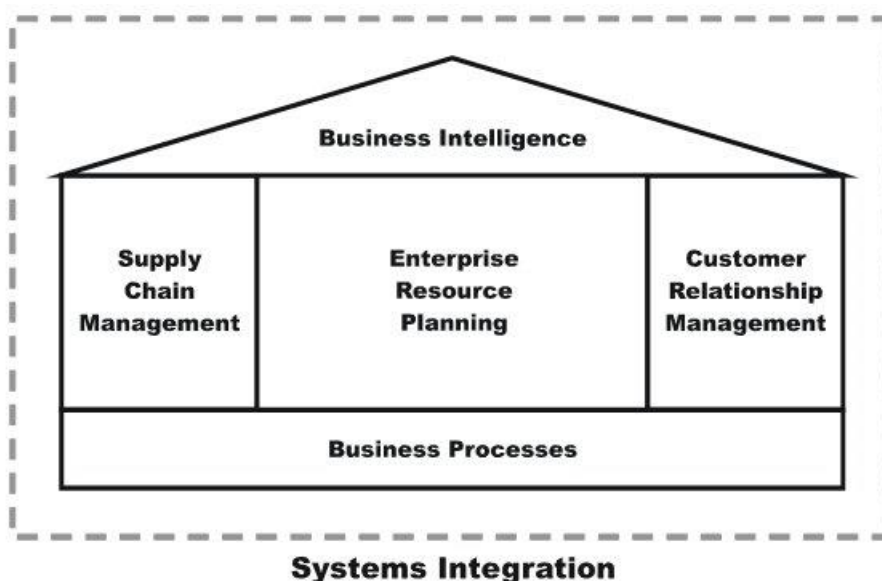 Business Intelligence
Supply
Chain
Management
Enterprise
Resource
Planning
Customer
Relationship
Management
Business Processes
Systems Integration